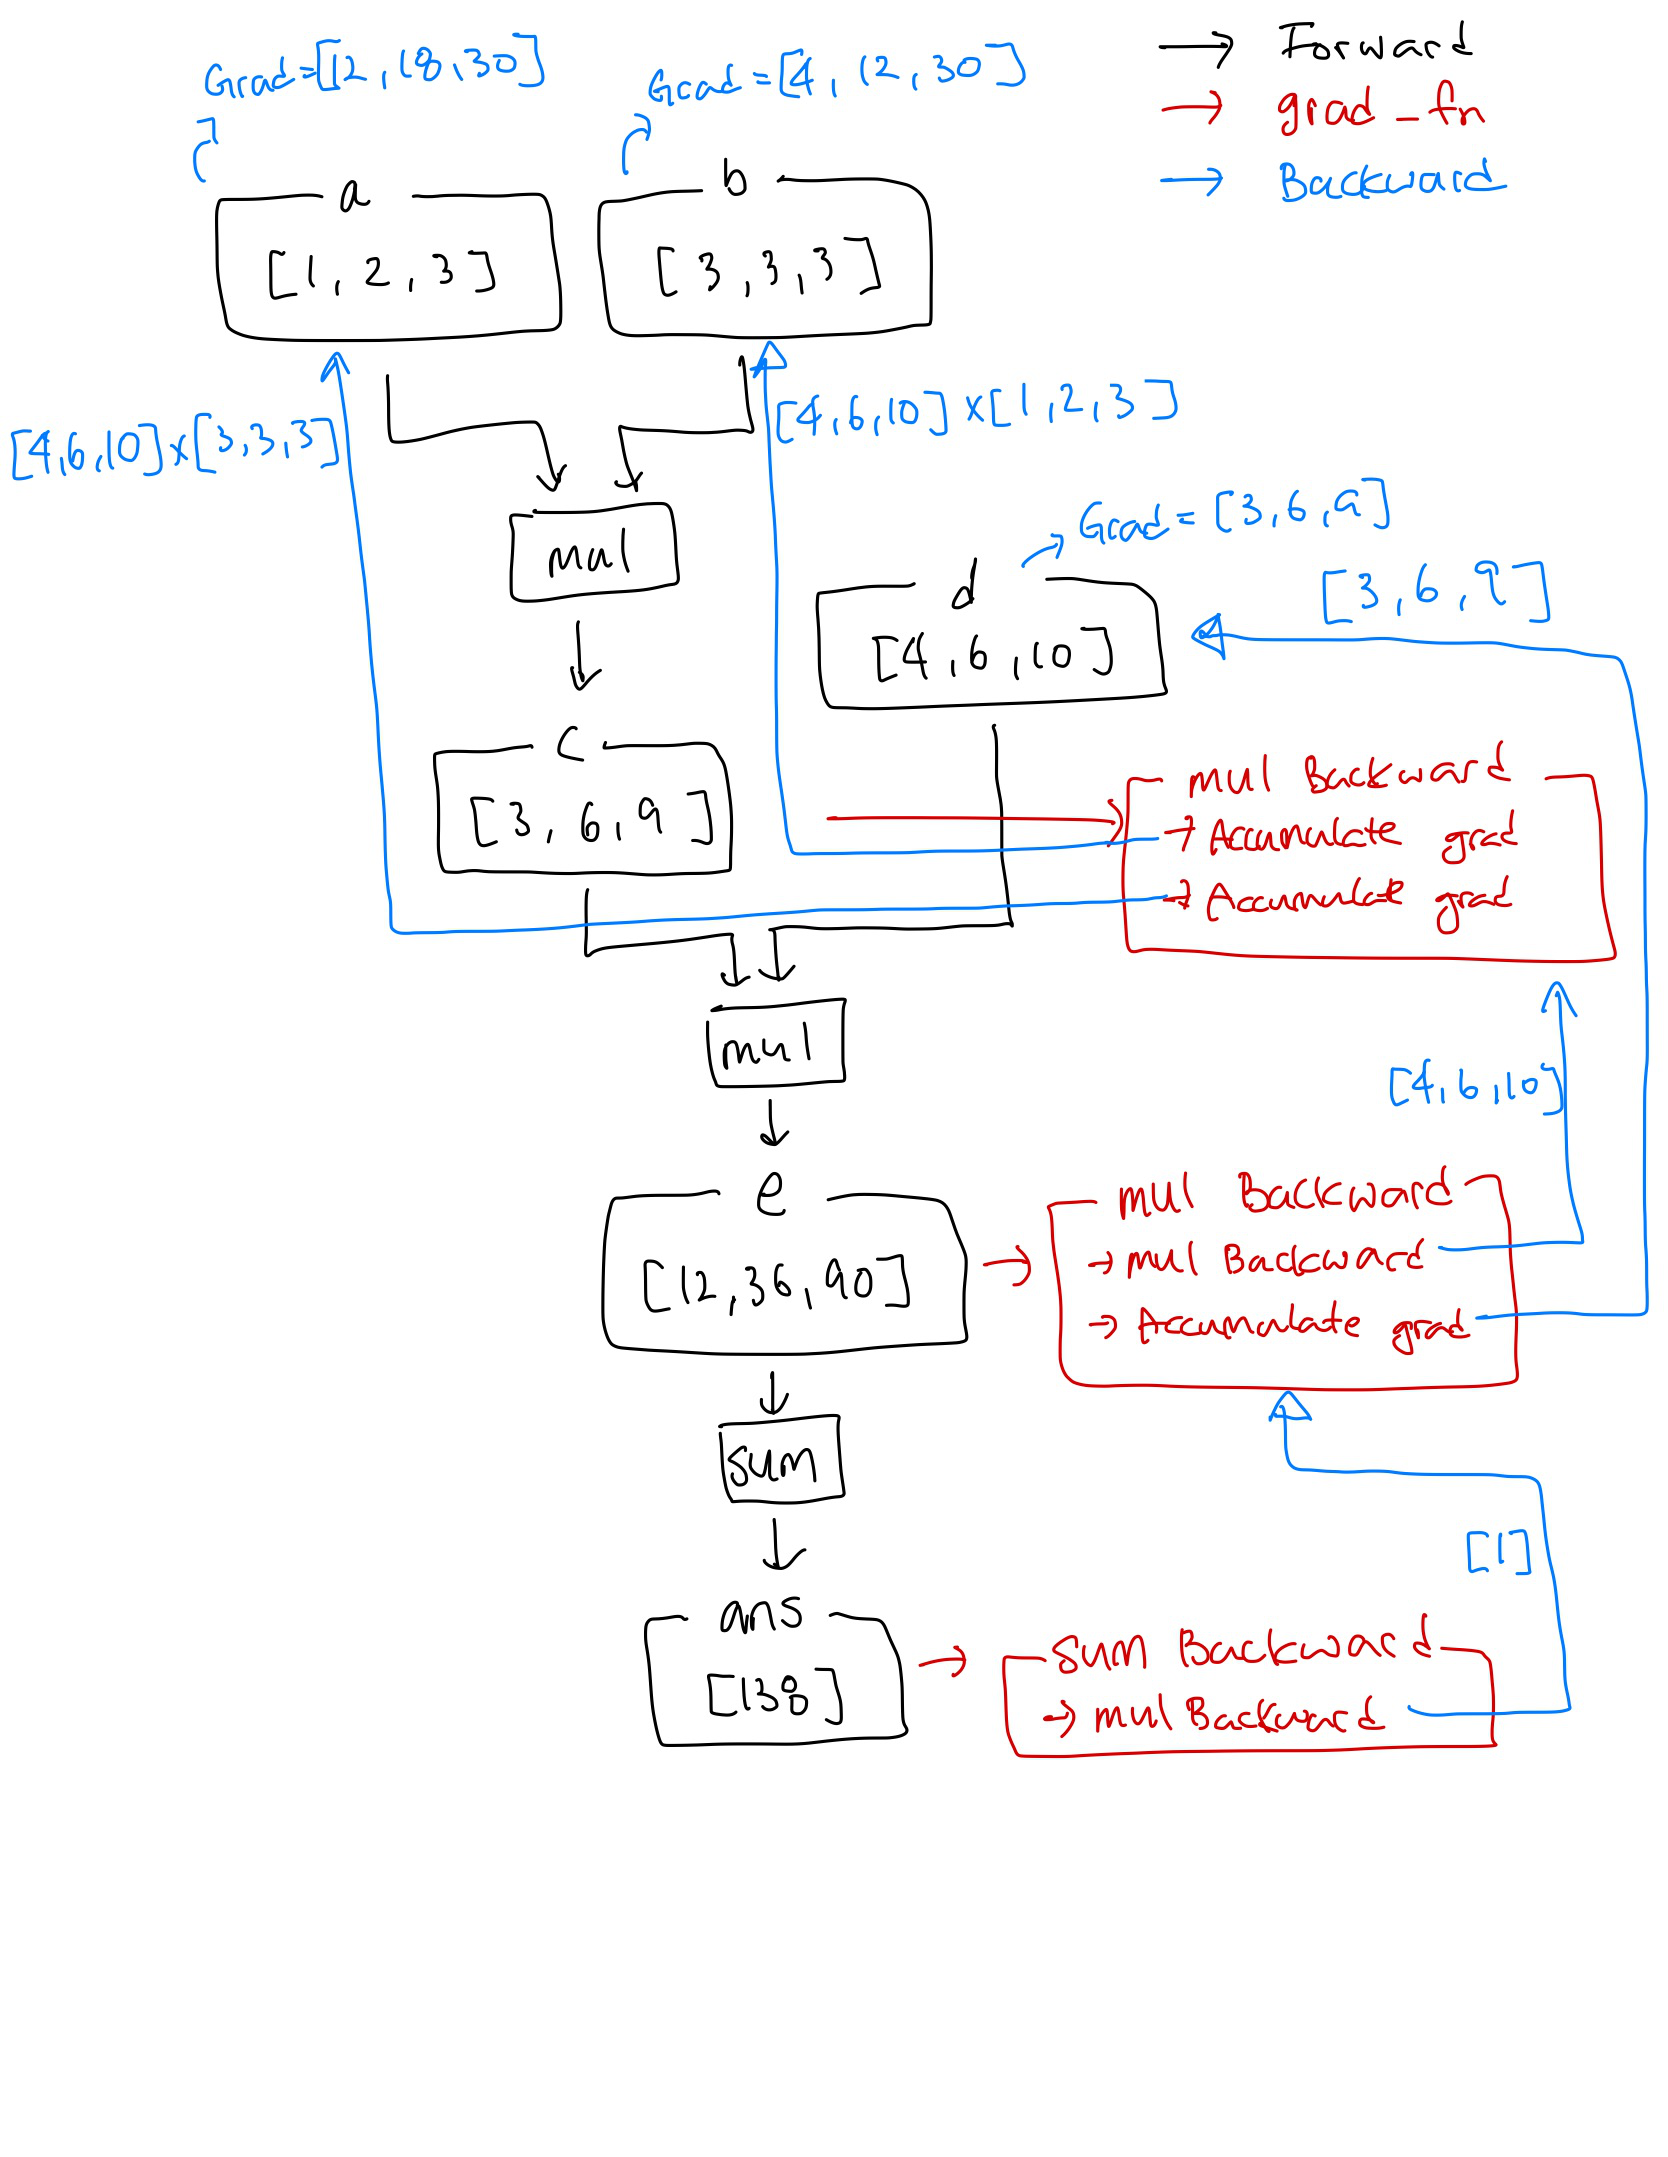 Forward
grad_fn
Backward
Grad=[12,18,30]
Grad=[4,12,30]
a
[1,2,3]
b
[3,3,3]
[4,6,10]x[3,3,3]
[4,6,10]x[1,2,3]
mul
Grad=[3,6,9]
d
[4,6,10]
[3,6,9]
c
[3,6,9]
mul Backward
→ Accumulate grad
→ Accumulate grad
mul
[4,6,10]
e
[12,36,90]
mul Backward
→ mul Backward
→ Accumulate grad
sum
[1]
ans
[138]
sum Backward
→ mul Backward